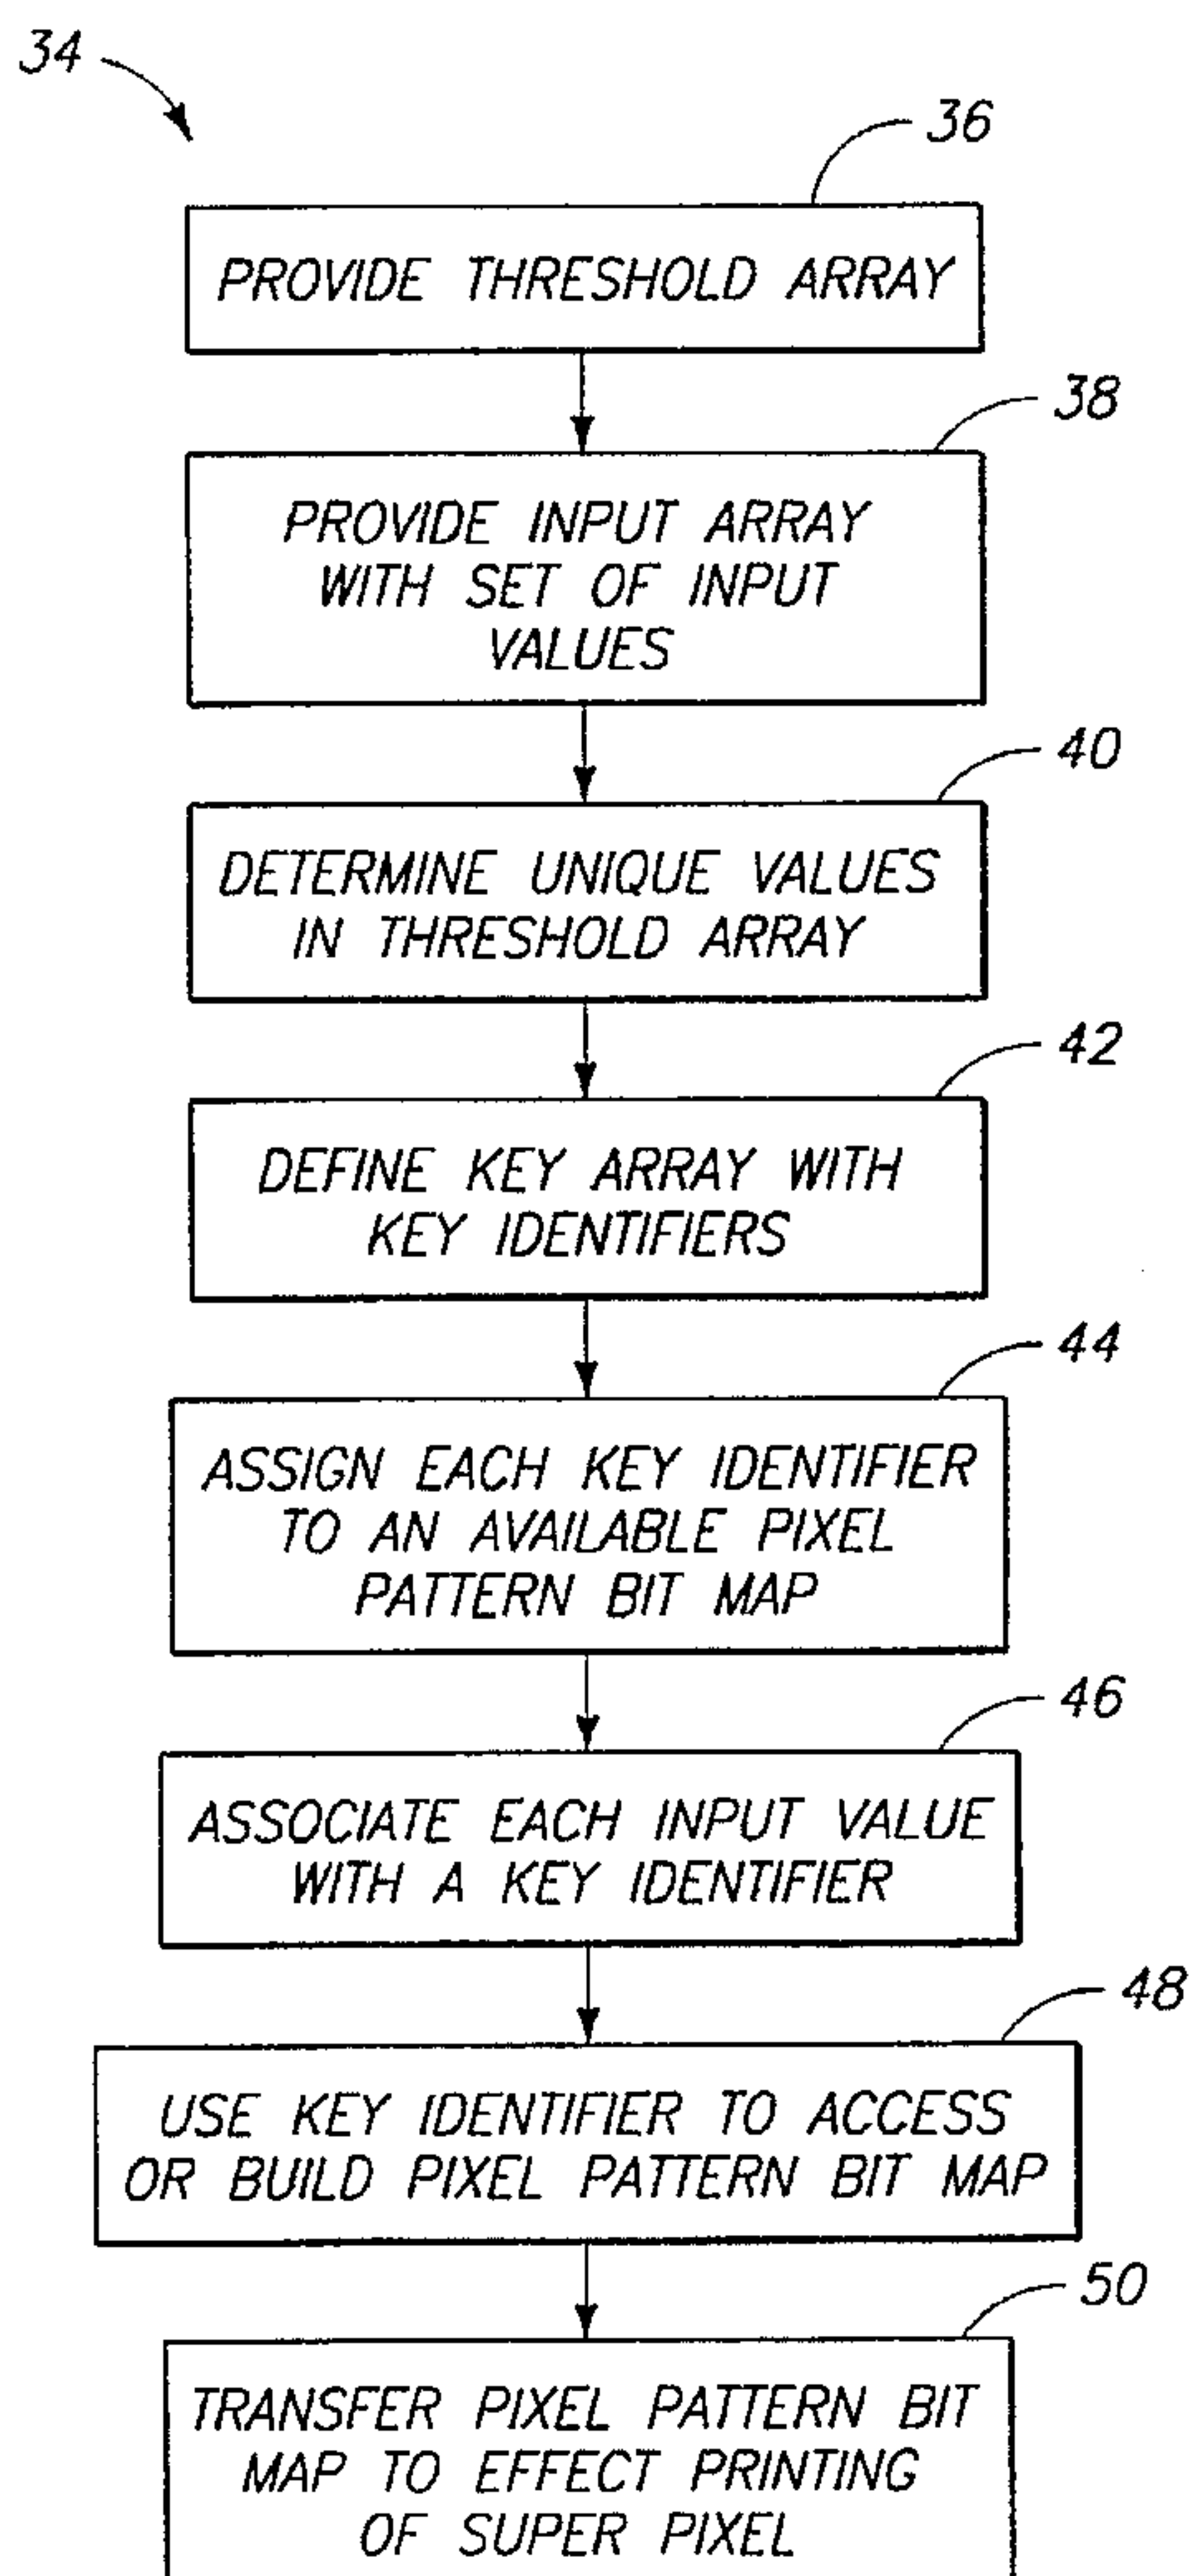 34
36
PROVIDE THRESHOLD ARRAY
38
PROVIDE INPUT ARRAY
WITH SET OF INPUT
VALUES
40
DETERMINE UNIQUE VALUES
IN THRESHOLD ARRAY
42
DEFINE KEY ARRAY WITH
KEY IDENTIFIERS
44
ASSIGN EACH KEY IDENTIFIER
TO AN AVAILABLE PIXEL
PATTERN BIT MAP
46
ASSOCIATE EACH INPUT VALUE
WITH A KEY IDENTIFIER
48
USE KEY IDENTIFIER TO ACCESS
OR BUILD PIXEL PATTERN BIT MAP
50
TRANSFER PIXEL PATTERN BIT
MAP TO EFFECT PRINTING
OF SUPER PIXEL